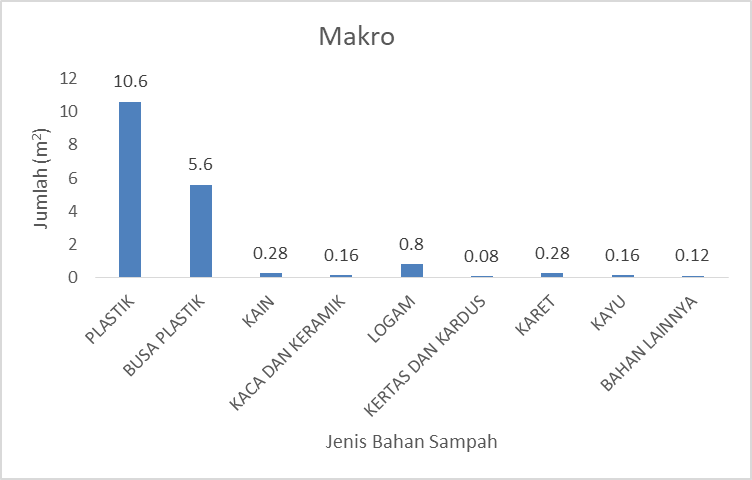 Makro
Jumlah (m²)
12
10
8
6
4
2
0
10.6
5.6
0.28
0.16
0.8
0.08
0.28
0.16
0.12
PLASTIK
BUSA PLASTIK
KAIN
KACA DAN KERAMIK
LOGAM
KERTAS DAN KARDUS
KARET
KAYU
BAHAN LAINNYA
Jenis Bahan Sampah